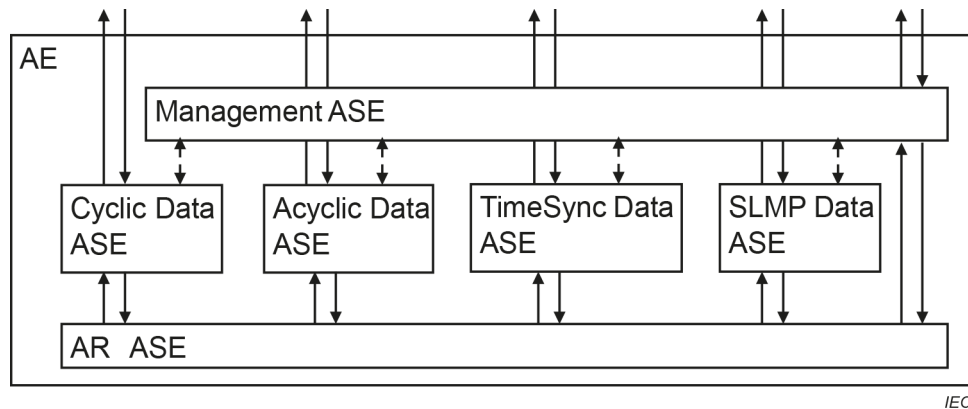 AE
Management ASE
Cyclic Data
ASE
Acyclic Data
ASE
TimeSync Data
ASE
SLMP Data
ASE
AR ASE
IEC